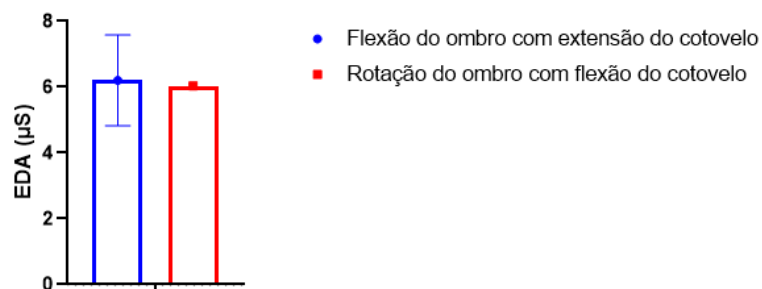 8
6
4
2
0
EDA (µS)
Flexão do ombro com extensão do cotovelo
Rotação do ombro com flexão do cotovelo